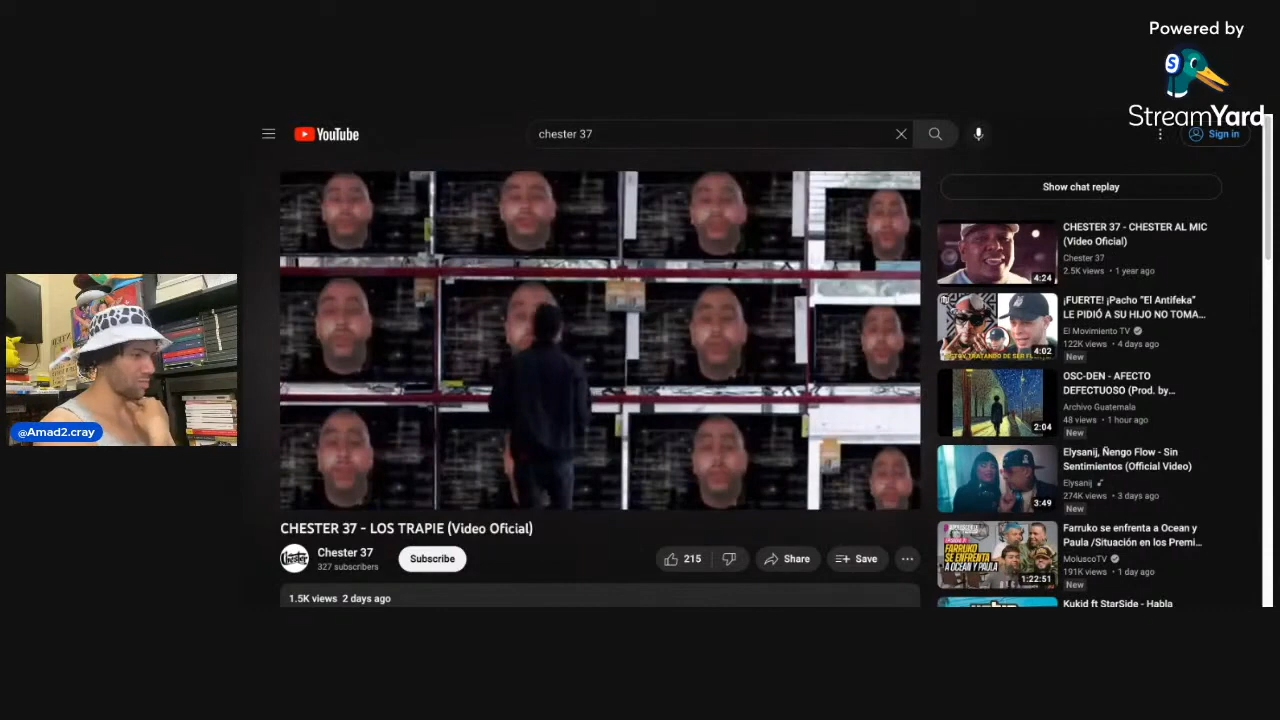 Powered by
StreamYard
YouTube
chester 37
Sign in
Show chat replay
CHESTER 37 - CHESTER AL MIC
(Video Oficial)
Chester 37
2.5K views • 1 year ago
4:24
¡FUERTE! ¡Pacho "El Antifeka"
LE PIDIÓ A SU HIJO NO TOMA...
El Movimiento TV
122K views • 4 days ago
New
4:02
OSC-DEN - AFECTO
DEFECTUOSO (Prod. by...
Archivo Guatemala
48 views • 1 hour ago
New
2:04
Elysanij, Ñengo Flow - Sin
Sentimientos (Official Video)
Elysanij
274K views • 3 days ago
New
3:49
Farruko se enfrenta a Ocean y
Paula /Situación en los Premi...
MoluscoTV
191K views • 1 day ago
New
FARRUKO
SE ENFRENTA
A OCEAN Y PAULA
1:22:51
Kukid ft StarSide - Habla
@Amad2.cray
CHESTER 37 - LOS TRAPIE (Video Oficial)
Chester
Chester 37
327 subscribers
Subscribe
215
Share
Save
1.5K views 2 days ago